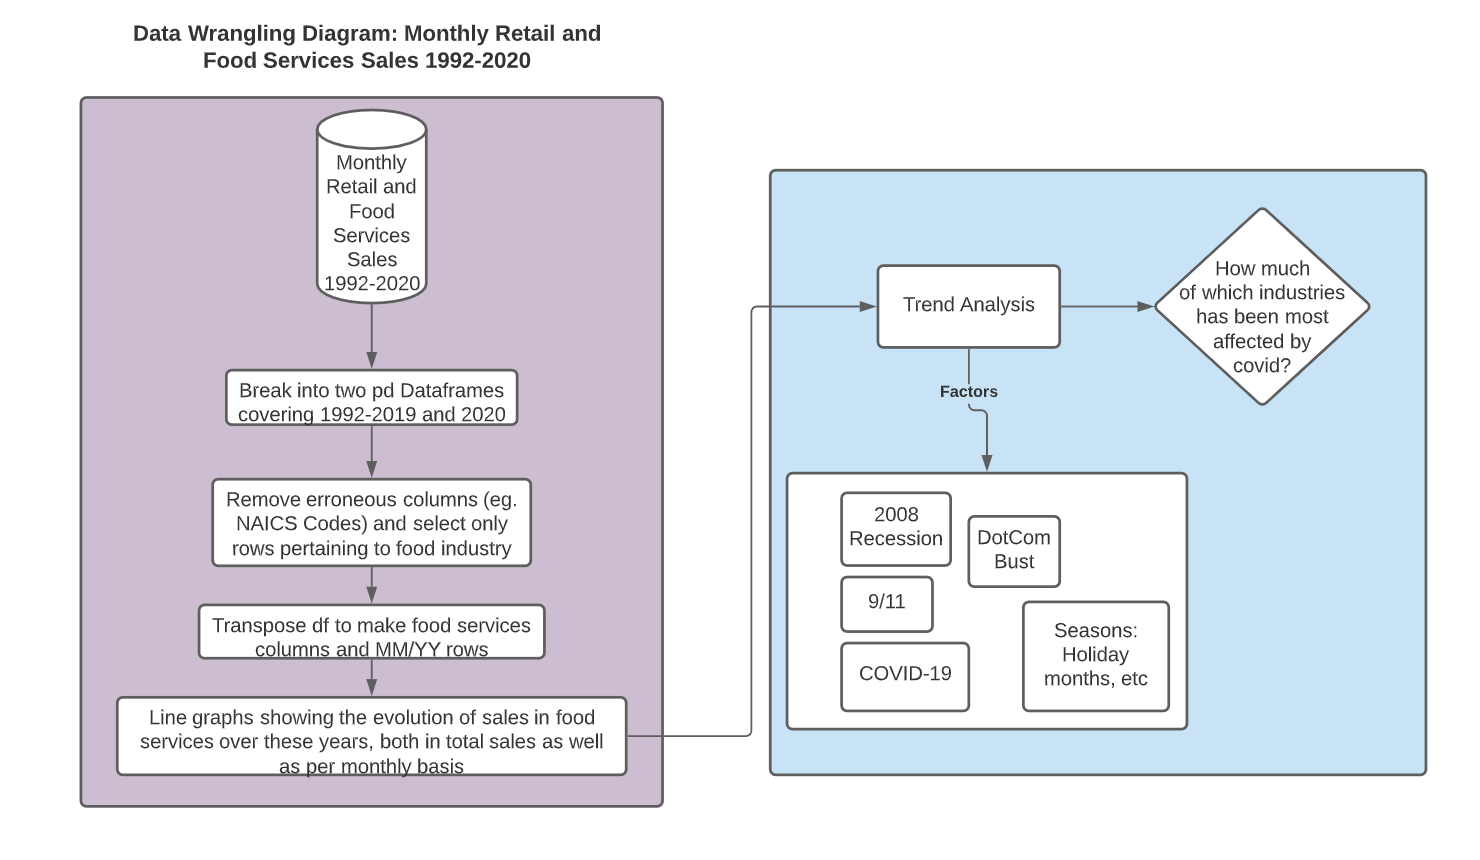 Data Wrangling Diagram: Monthly Retail and
Food Services Sales 1992-2020
Monthly
Retail and
Food
Services
Sales
1992-2020
Break into two pd Dataframes
covering 1992-2019 and 2020
Remove erroneous columns (eg.
NAICS Codes) and select only
rows pertaining to food industry
Transpose df to make food services
columns and MM/YY rows
Line graphs showing the evolution of sales in food
services over these years, both in total sales as well
as per monthly basis
Trend Analysis
How much
of which industries
has been most
affected by
covid?
Factors
2008
Recession
DotCom
Bust
9/11
COVID-19
Seasons:
Holiday
months, etc